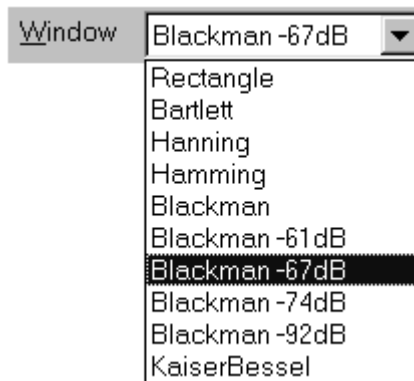 Window Blackman -67dB
Rectangle
Bartlett
Hanning
Hamming
Blackman
Blackman -61dB
Blackman -67dB
Blackman -74dB
Blackman -92dB
KaiserBessel